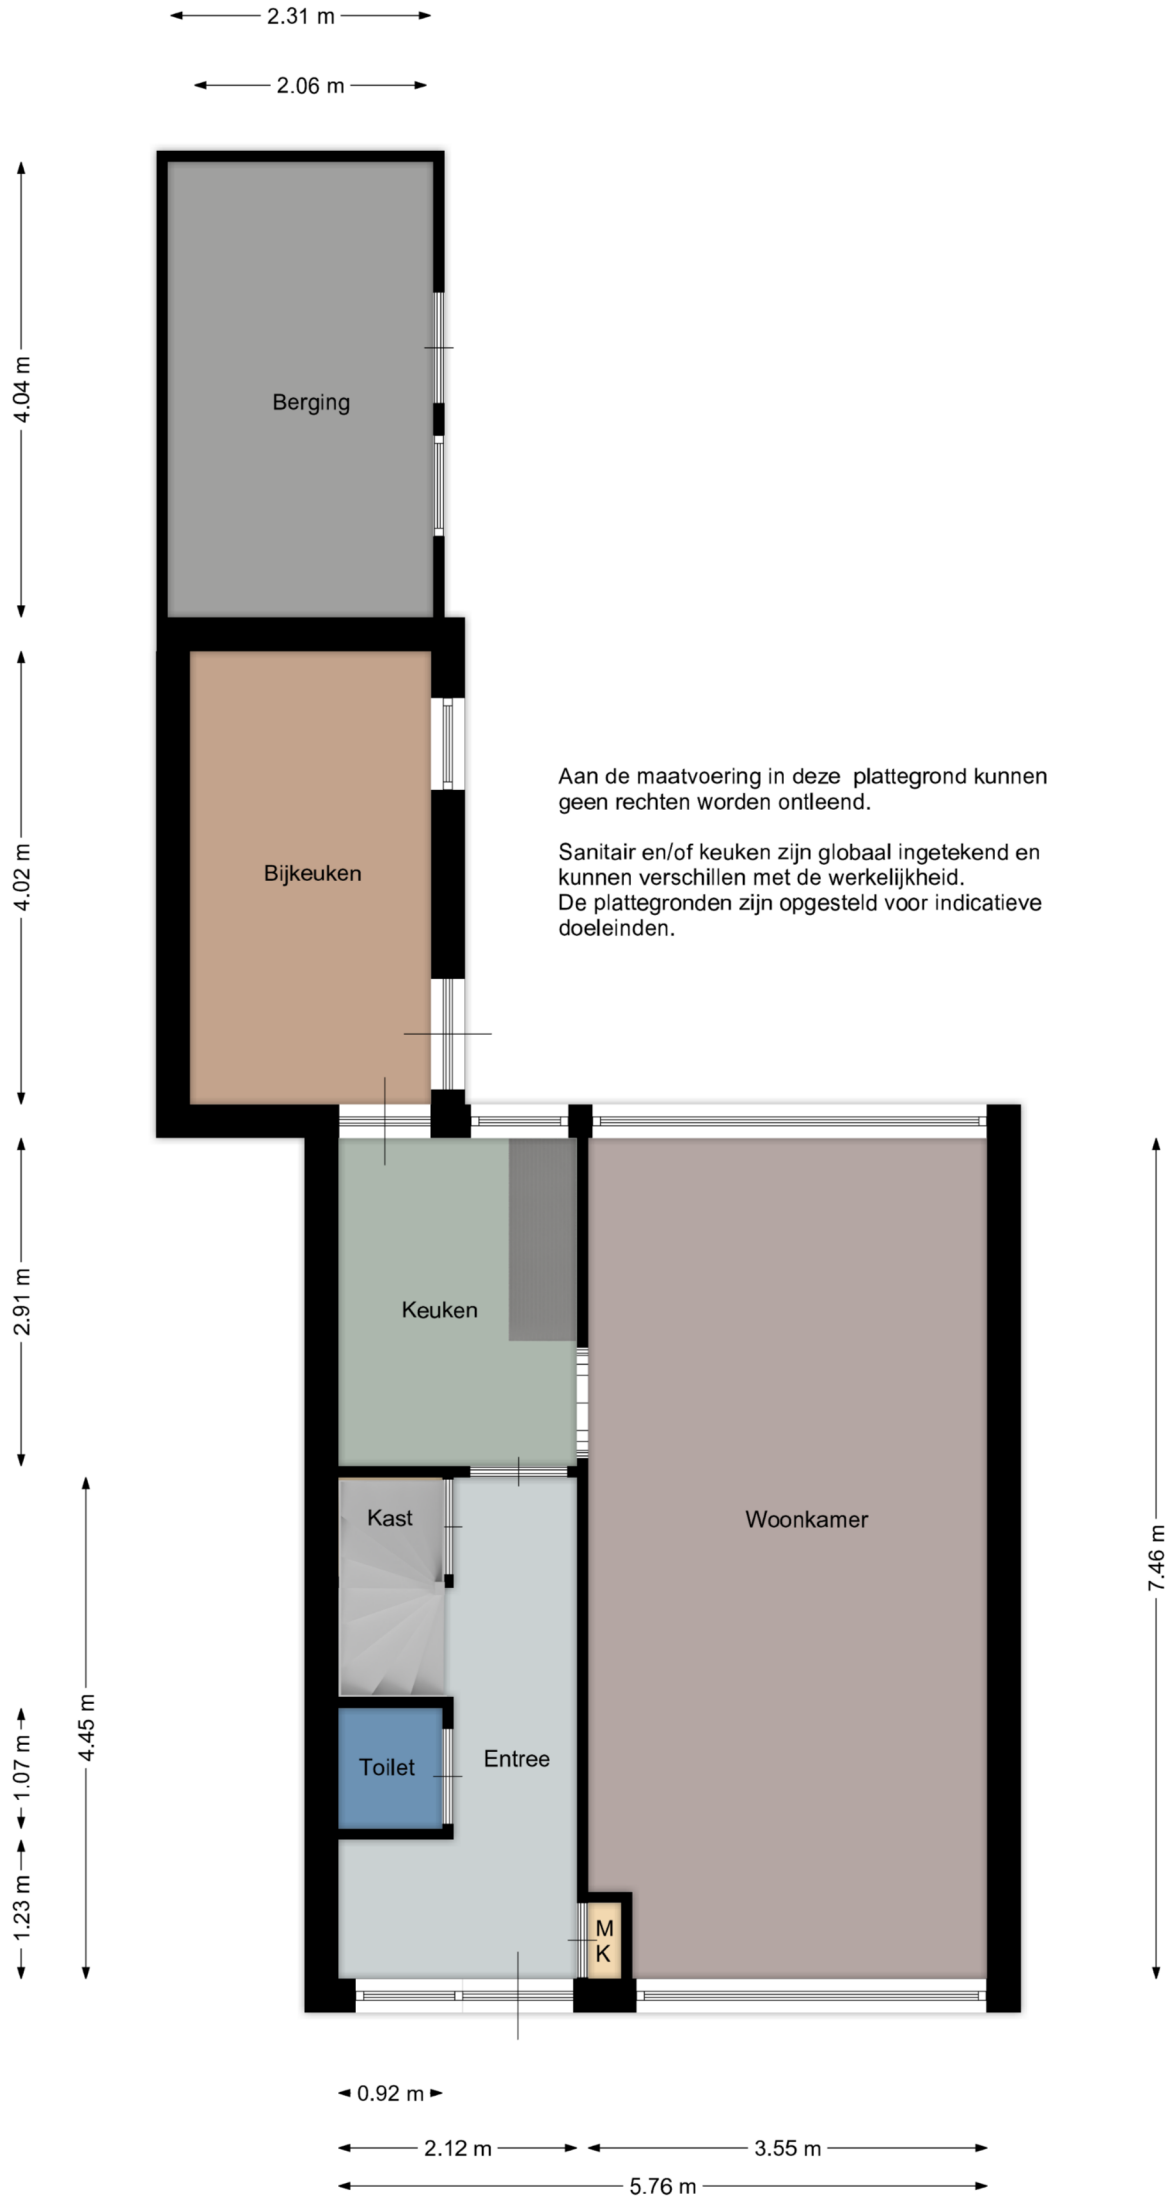 2.31 m
2.06 m
4.04 m
Berging
4.02 m
Bijkeuken
Aan de maatvoering in deze plattegrond kunnen
geen rechten worden ontleend.
Sanitair en/of keuken zijn globaal ingetekend en
kunnen verschillen met de werkelijkheid.
De plattegronden zijn opgesteld voor indicatieve
doeleinden.
2.91 m
Keuken
Kast
Woonkamer
7.46 m
4.45 m
1.07 m
Toilet
Entree
1.23 m
M
K
0.92 m
2.12 m
3.55 m
5.76 m